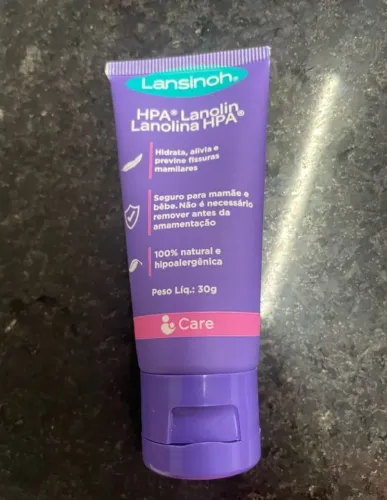 Lansinoh®
HPA® Lanolin
Lanolina HPA®
Hidrata, alivia e
previne fissuras
mamilares
Seguro para mamãe e
bêbe. Não é necessário
remover antes da
amamentação
100% natural e
hipoalergênica
Peso Líq.: 30g
Care